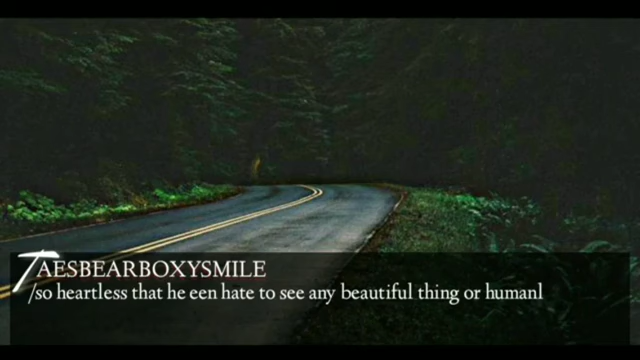 TAESBEARBOXYSMILE
/so heartless that he een hate to see any beautiful thing or humanl